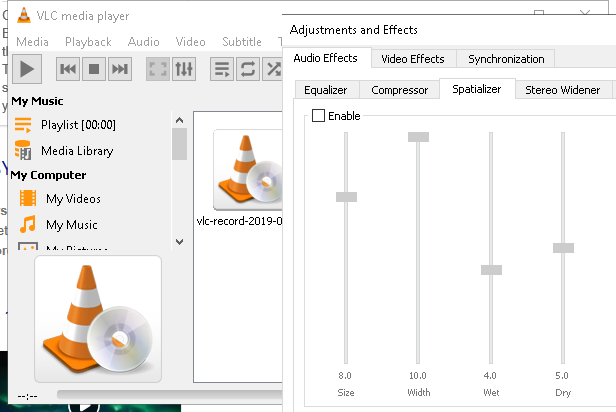 VLC media player
Media Playback Audio Video Subtitle T
My Music
Playlist [00:00]
Media Library
My Computer
My Videos
My Music
My Pictures
vlc-record-2019-0
--:--
Adjustments and Effects
Audio Effects Video Effects Synchronization
Equalizer Compressor Spatializer Stereo Widener
Enable
8.0 10.0 4.0 5.0
Size Width Wet Dry